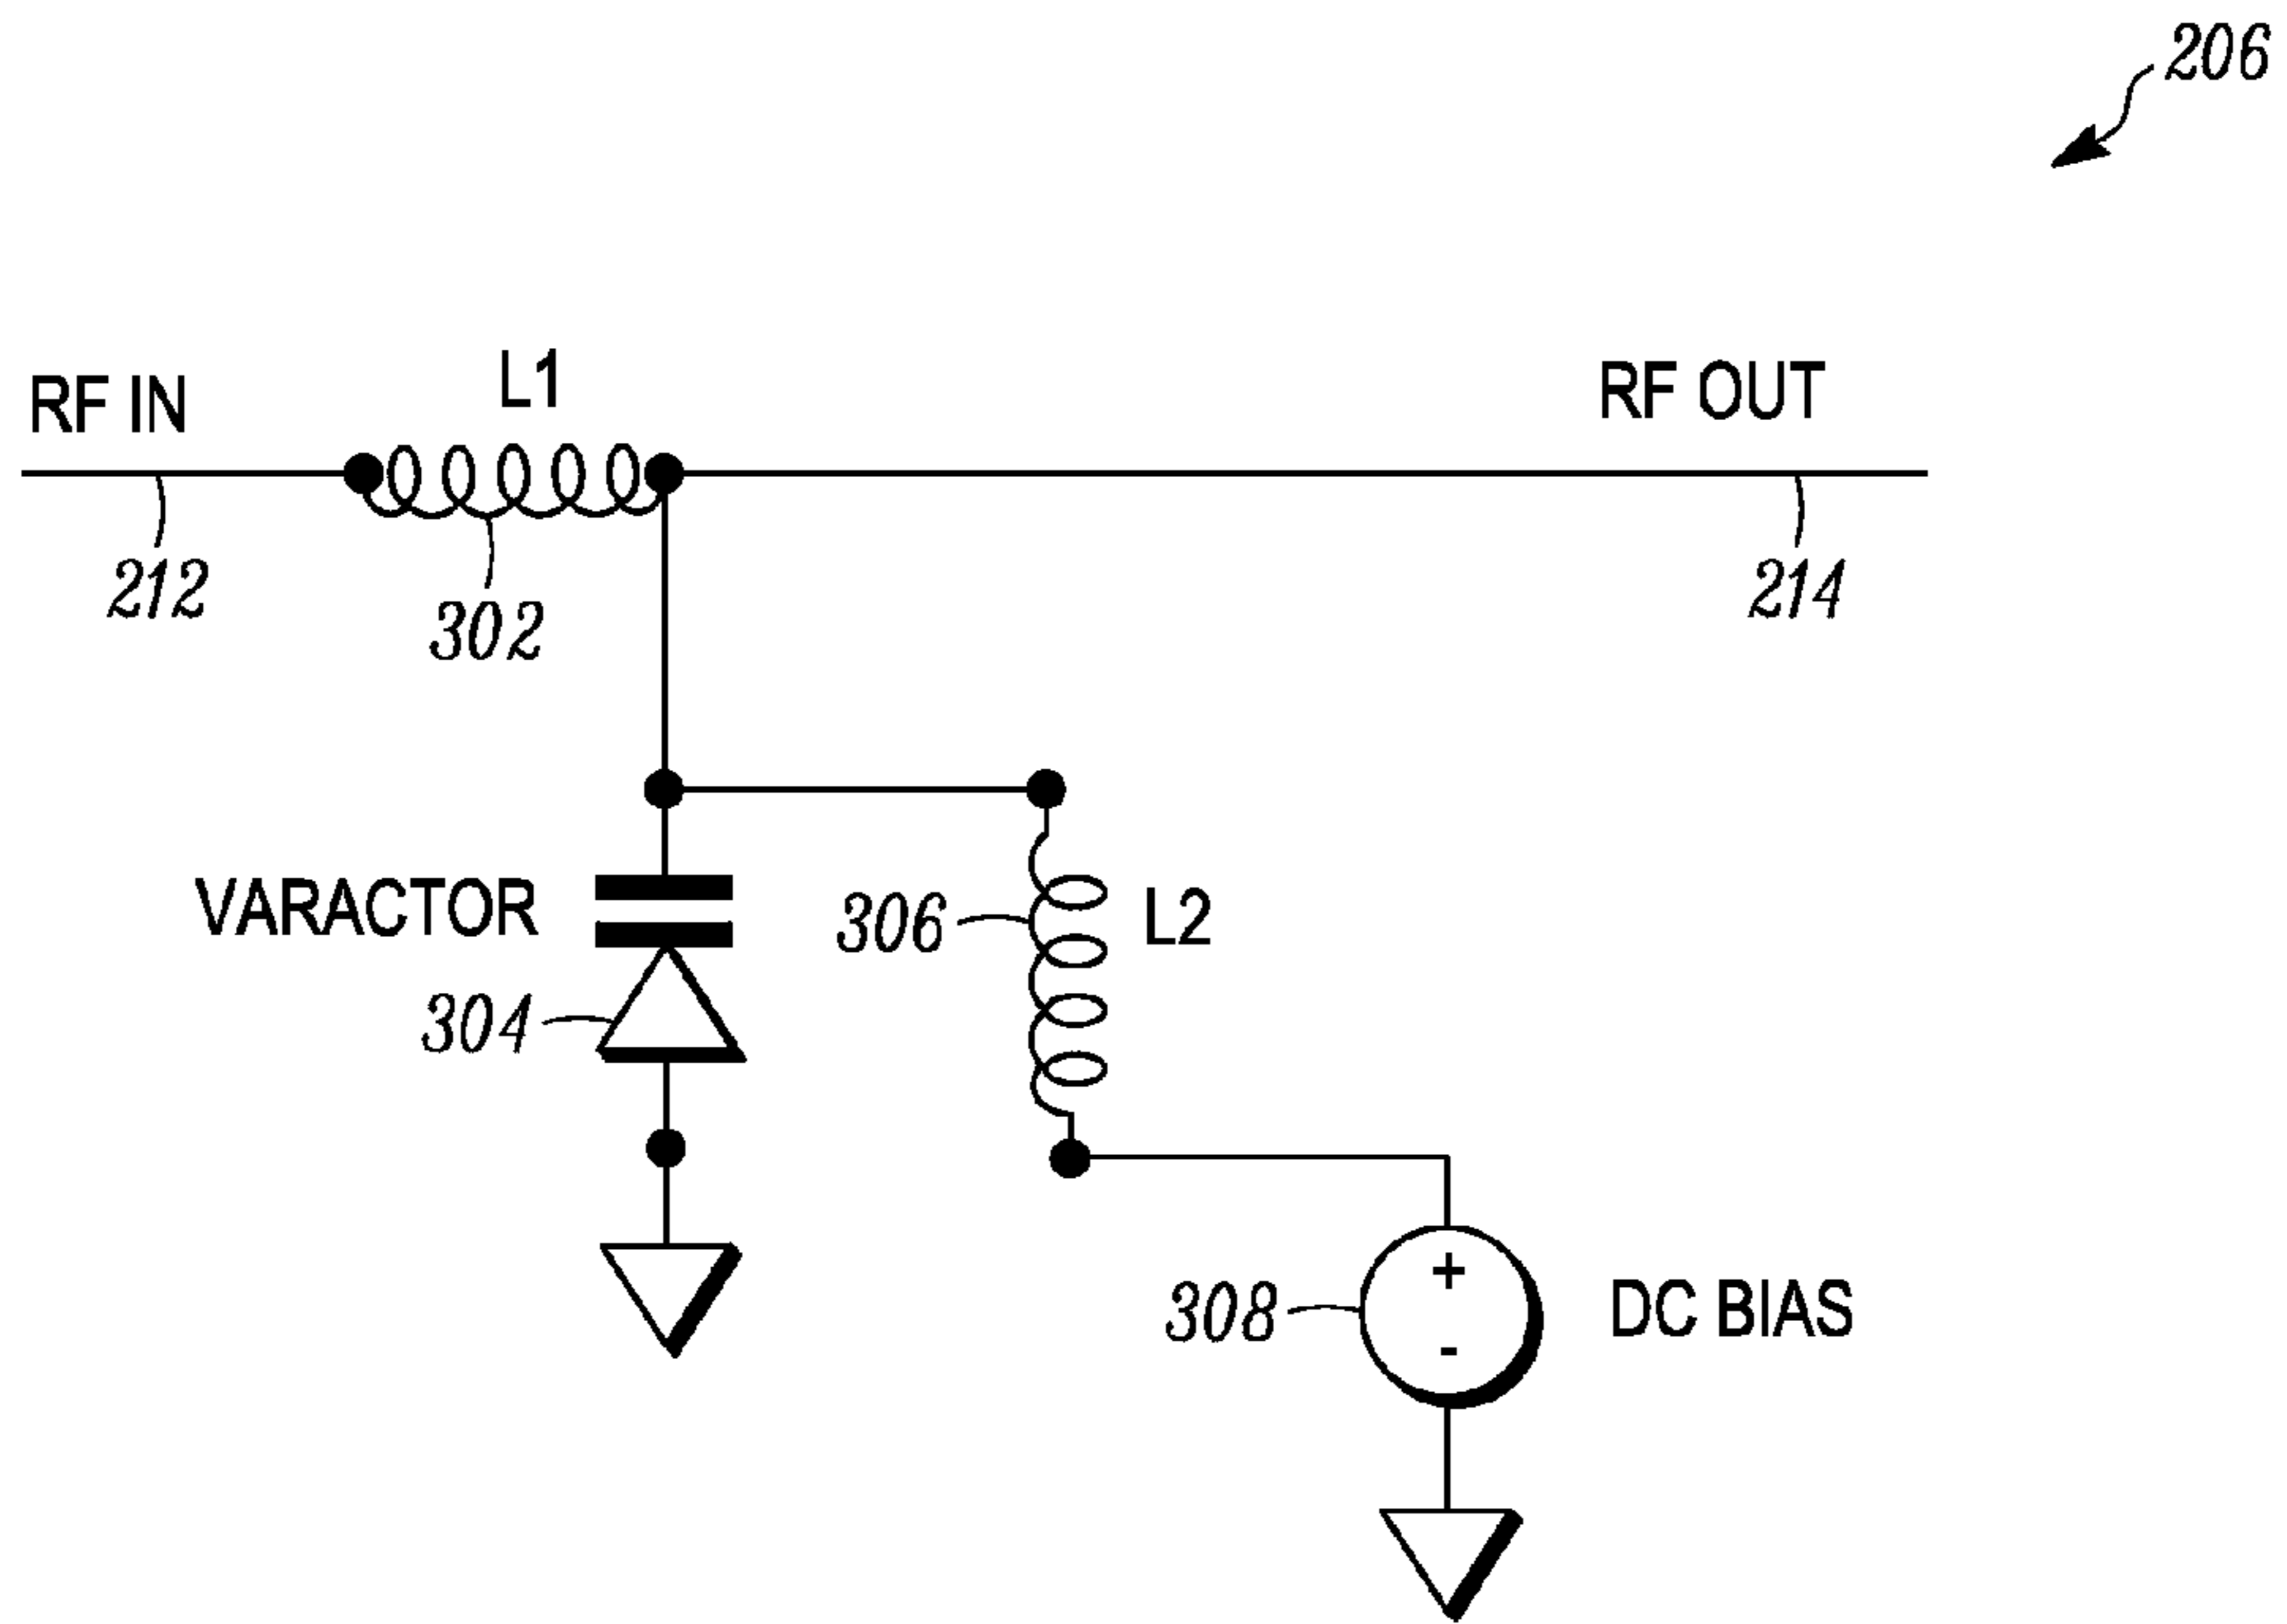 206
L1
RF IN
RF OUT
212
302
214
VARACTOR
306
L2
304
308
+
-
DC BIAS